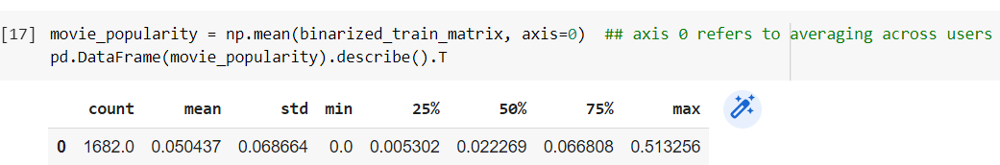 [17] movie_popularity = np.mean(binarized_train_matrix, axis=0)  ## axis 0 refers to averaging across users
pd.DataFrame(movie_popularity).describe().T
count mean std min 25% 50% 75% max
0 1682.0 0.050437 0.068664 0.0 0.005302 0.022269 0.066808 0.513256